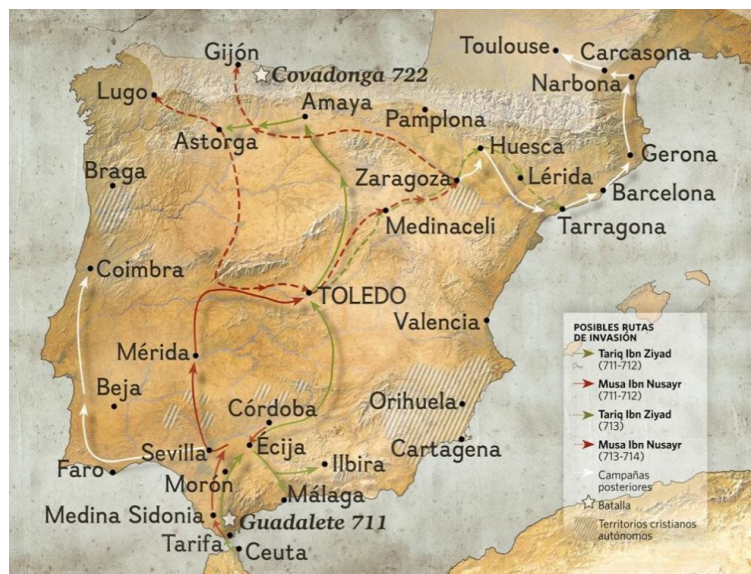 Gijón
Covadonga 722
Toulouse
Carcasona
Narbona
Lugo
Amaya
Pamplona
Astorga
Huesca
Gerona
Braga
Zaragoza
Lérida
Barcelona
Medinaceli
Tarragona
Coimbra
TOLEDO
Valencia
Mérida
Beja
Córdoba
Orihuela
Sevilla
Écija
Cartagena
Faro
Morón
Ilbira
Málaga
Medina Sidonia
Guadalete 711
Tarifa
Ceuta
POSIBLES RUTAS
DE INVASIÓN
Tariq Ibn Ziyad
(711-712)
Musa Ibn Nusayr
(711-712)
Tariq Ibn Ziyad
(713)
Musa Ibn Nusayr
(713-714)
Campañas
posteriores
Batalla
Territorios cristianos
autónomos